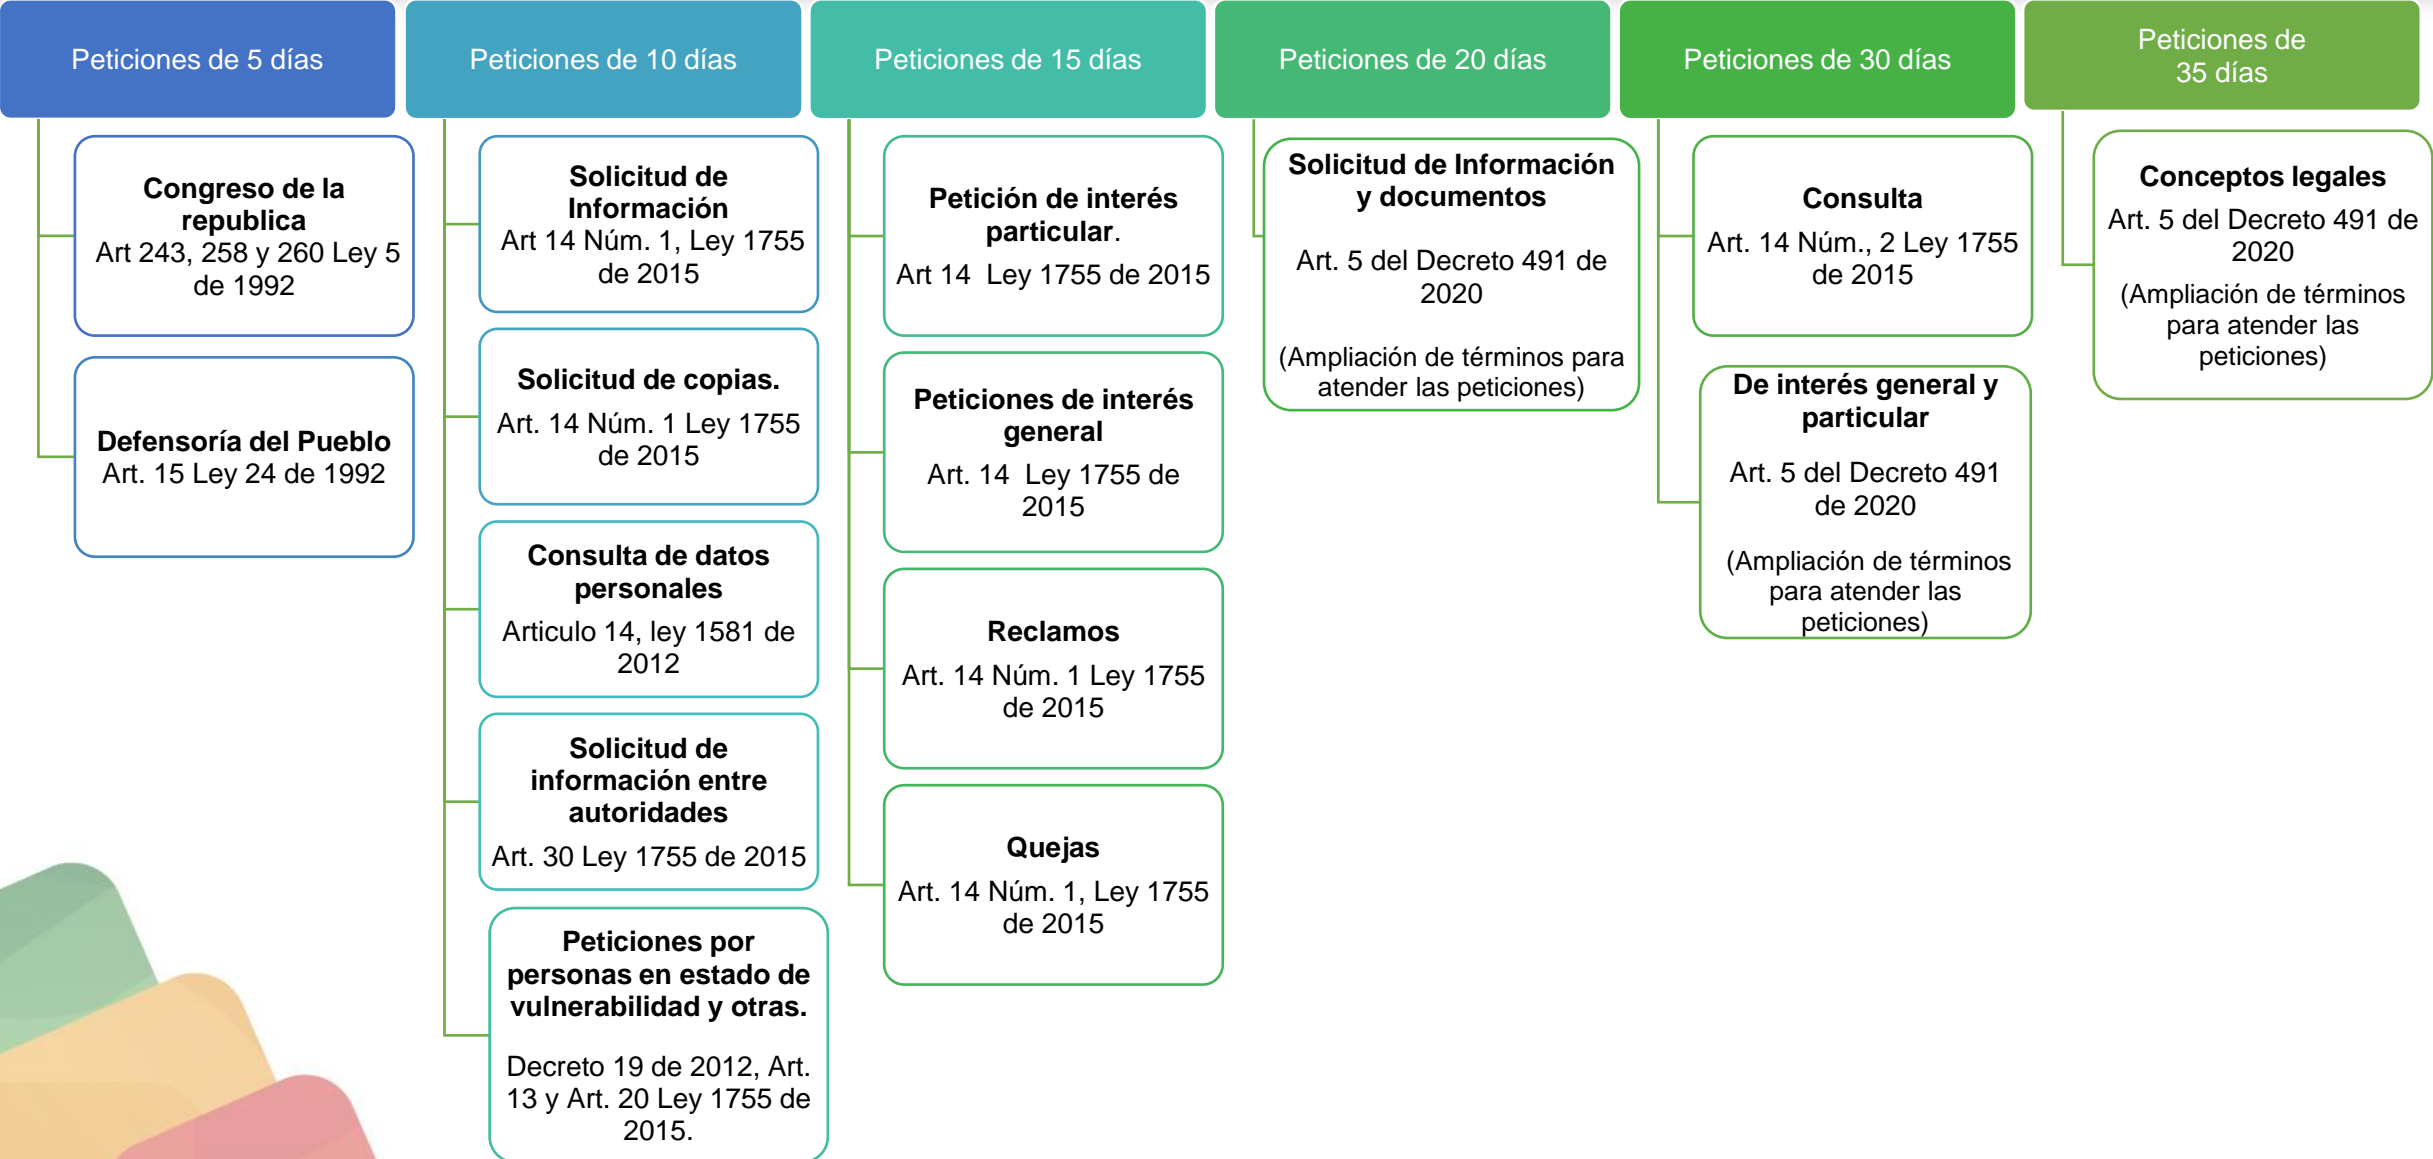 Peticiones de 5 días
Congreso de la
republica
Art 243, 258 y 260 Ley 5
de 1992
Defensoría del Pueblo
Art. 15 Ley 24 de 1992
Peticiones de 10 días
Solicitud de
Información
Art 14 Núm. 1, Ley 1755
de 2015
Solicitud de copias.
Art. 14 Núm. 1 Ley 1755
de 2015
Consulta de datos
personales
Articulo 14, ley 1581 de
2012
Solicitud de
información entre
autoridades
Art. 30 Ley 1755 de 2015
Peticiones por
personas en estado de
vulnerabilidad y otras.
Decreto 19 de 2012, Art.
13 y Art. 20 Ley 1755 de
2015.
Peticiones de 15 días
Petición de interés
particular.
Art 14 Ley 1755 de 2015
Peticiones de interés
general
Art. 14 Ley 1755 de
2015
Reclamos
Art. 14 Núm. 1 Ley 1755
de 2015
Quejas
Art. 14 Núm. 1, Ley 1755
de 2015
Peticiones de 20 días
Solicitud de Información
y documentos
Art. 5 del Decreto 491 de
2020
(Ampliación de términos para
atender las peticiones)
Peticiones de 30 días
Consulta
Art. 14 Núm., 2 Ley 1755
de 2015
De interés general y
particular
Art. 5 del Decreto 491
de 2020
(Ampliación de términos
para atender las
peticiones)
Peticiones de
35 días
Conceptos legales
Art. 5 del Decreto 491 de
2020
(Ampliación de términos
para atender las
peticiones)